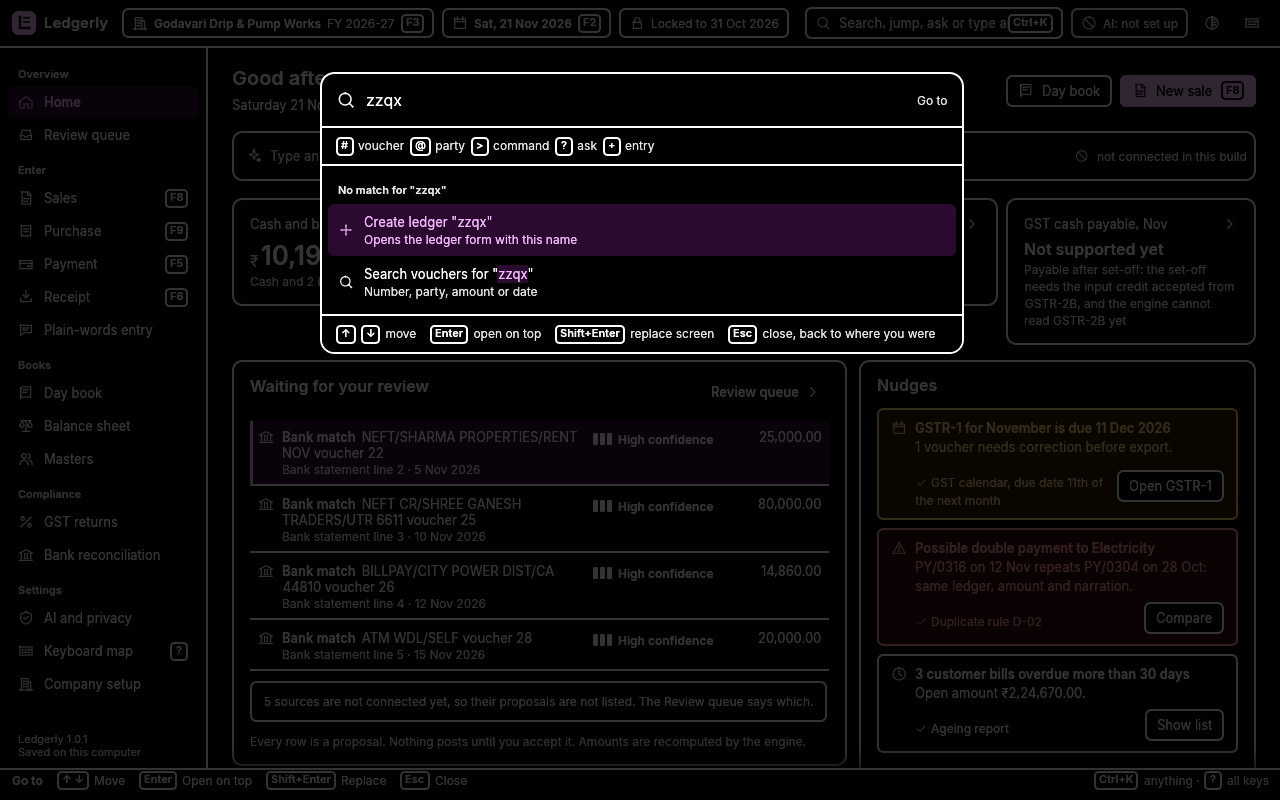 Ledgerly
Godavari Drip & Pump Works FY 2026-27 F3
Sat, 21 Nov 2026 F2
Locked to 31 Oct 2026
Search, jump, ask or type a Ctrl+K
AI: not set up
Overview
Home
Review queue
Enter
Sales F8
Purchase F9
Payment F5
Receipt F6
Plain-words entry
Books
Day book
Balance sheet
Masters
Compliance
GST returns
Bank reconciliation
Settings
AI and privacy
Keyboard map ?
Company setup
Ledgerly 1.0.1
Saved on this computer
Good afte
Saturday 21 No
Day book
New sale F8
Type an
not connected in this build
Cash and b
₹10,19
Cash and 2 b
GST cash payable, Nov
Not supported yet
Payable after set-off: the set-off
needs the input credit accepted from
GSTR-2B, and the engine cannot
read GSTR-2B yet
zzqx
Go to
# voucher @ party > command ? ask + entry
No match for "zzqx"
Create ledger "zzqx"
Opens the ledger form with this name
Search vouchers for "zzqx"
Number, party, amount or date
↑ ↓ move Enter open on top Shift+Enter replace screen Esc close, back to where you were
Waiting for your review
Review queue
Bank match NEFT/SHARMA PROPERTIES/RENT
NOV voucher 22
Bank statement line 2 · 5 Nov 2026
High confidence
25,000.00
Bank match NEFT CR/SHREE GANESH
TRADERS/UTR 6611 voucher 25
Bank statement line 3 · 10 Nov 2026
High confidence
80,000.00
Bank match BILLPAY/CITY POWER DIST/CA
44810 voucher 26
Bank statement line 4 · 12 Nov 2026
High confidence
14,860.00
Bank match ATM WDL/SELF voucher 28
Bank statement line 5 · 15 Nov 2026
High confidence
20,000.00
5 sources are not connected yet, so their proposals are not listed. The Review queue says which.
Every row is a proposal. Nothing posts until you accept it. Amounts are recomputed by the engine.
Nudges
GSTR-1 for November is due 11 Dec 2026
1 voucher needs correction before export.
✓ GST calendar, due date 11th of
the next month
Open GSTR-1
Possible double payment to Electricity
PY/0316 on 12 Nov repeats PY/0304 on 28 Oct:
same ledger, amount and narration.
✓ Duplicate rule D-02
Compare
3 customer bills overdue more than 30 days
Open amount ₹2,24,670.00.
✓ Ageing report
Show list
Go to ↑↓ Move Enter Open on top Shift+Enter Replace Esc Close
Ctrl+K anything · ? all keys